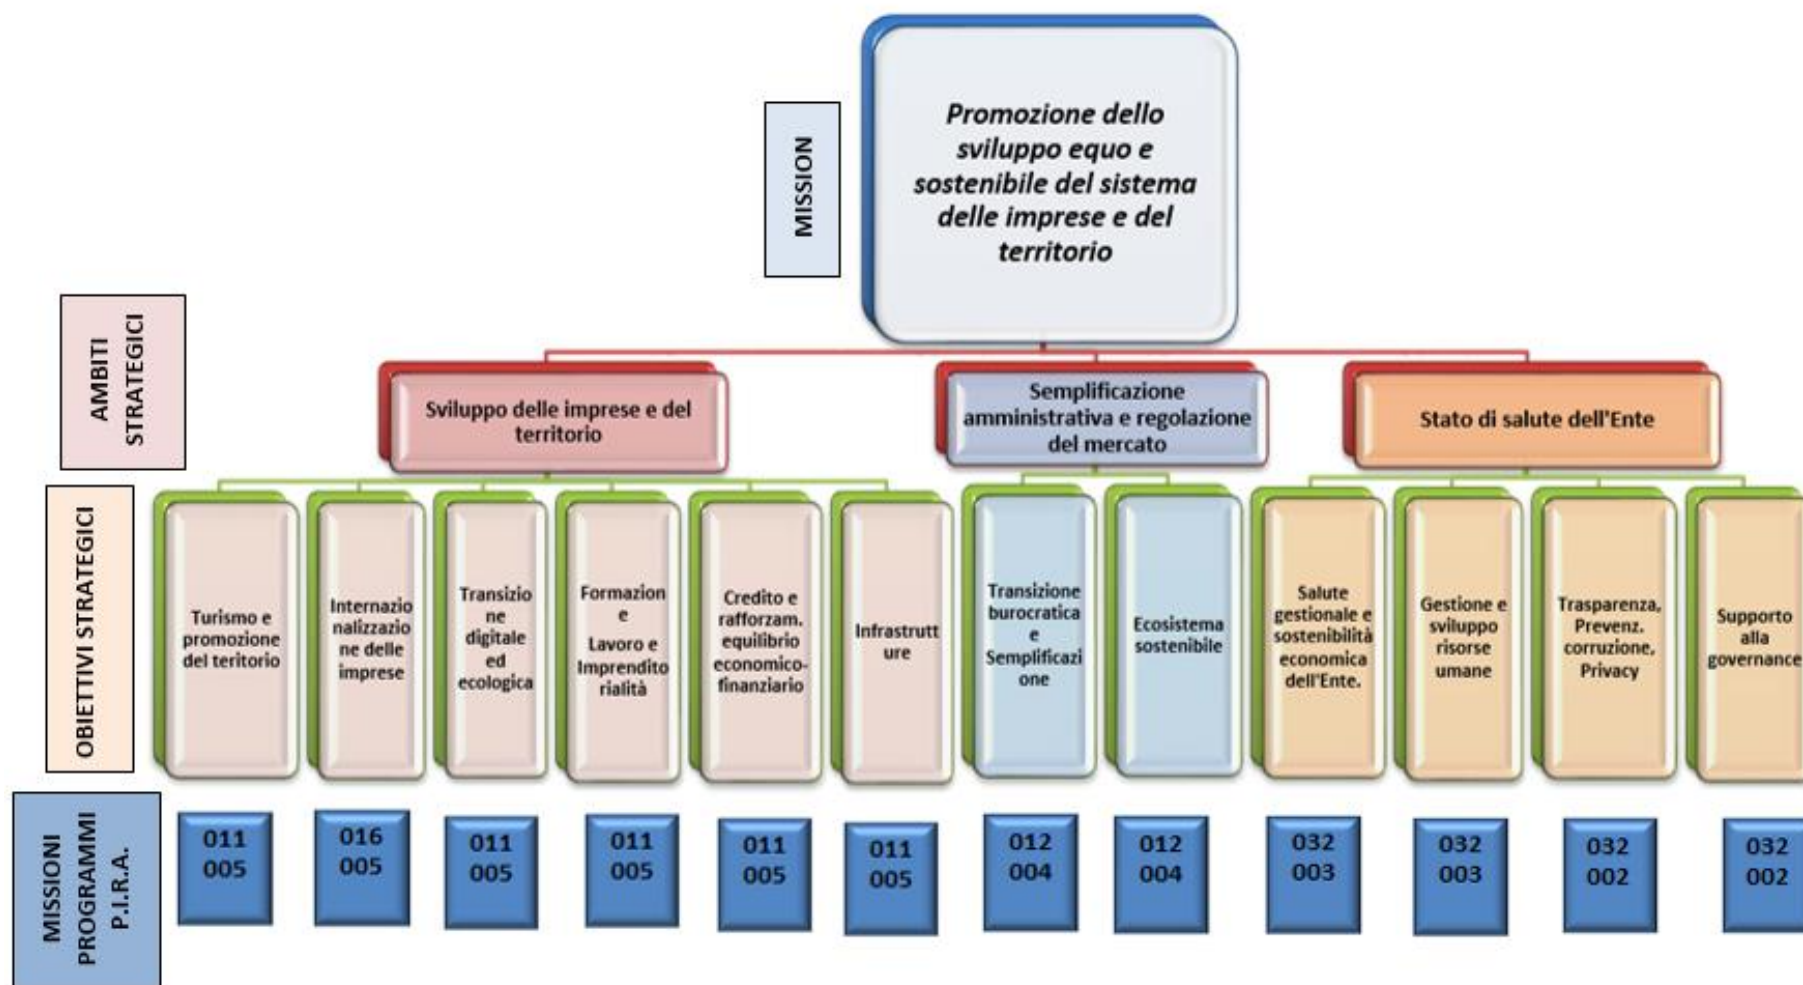 MISSION
Promozione dello
sviluppo equo e
sostenibile del sistema
delle imprese e del
territorio
AMBITI
STRATEGICI
Sviluppo delle imprese e del
territorio
Semplificazione
amministrativa e regolazione
del mercato
Stato di salute dell'Ente
OBIETTIVI STRATEGICI
Turismo e
promozione
del teritorio
Internazio
nalizzazio
ne delle
imprese
Transizio
ne
digitale
ed
ecologica
Formazion
e
Lavoro e
Imprendito
rialità
Credito e
rafforzam.
equilibrio
economico-
finanziario
Infrastrutt
ure
Transizione
burocratica
e
Semplificazi
one
Ecosistema
sostenibile
Salute
gestionale e
sostenibilità
economica
dell'Ente.
Gestione e
sviluppo
risorse
umane
Trasparenza,
Prevenz.
corruzione,
Privacy
Supporto
alla
governance
MISSIONI
PROGRAMMI
P.I.R.A.
011
005
016
005
011
005
011
005
011
005
011
005
012
004
012
004
032
003
032
003
032
002
032
002